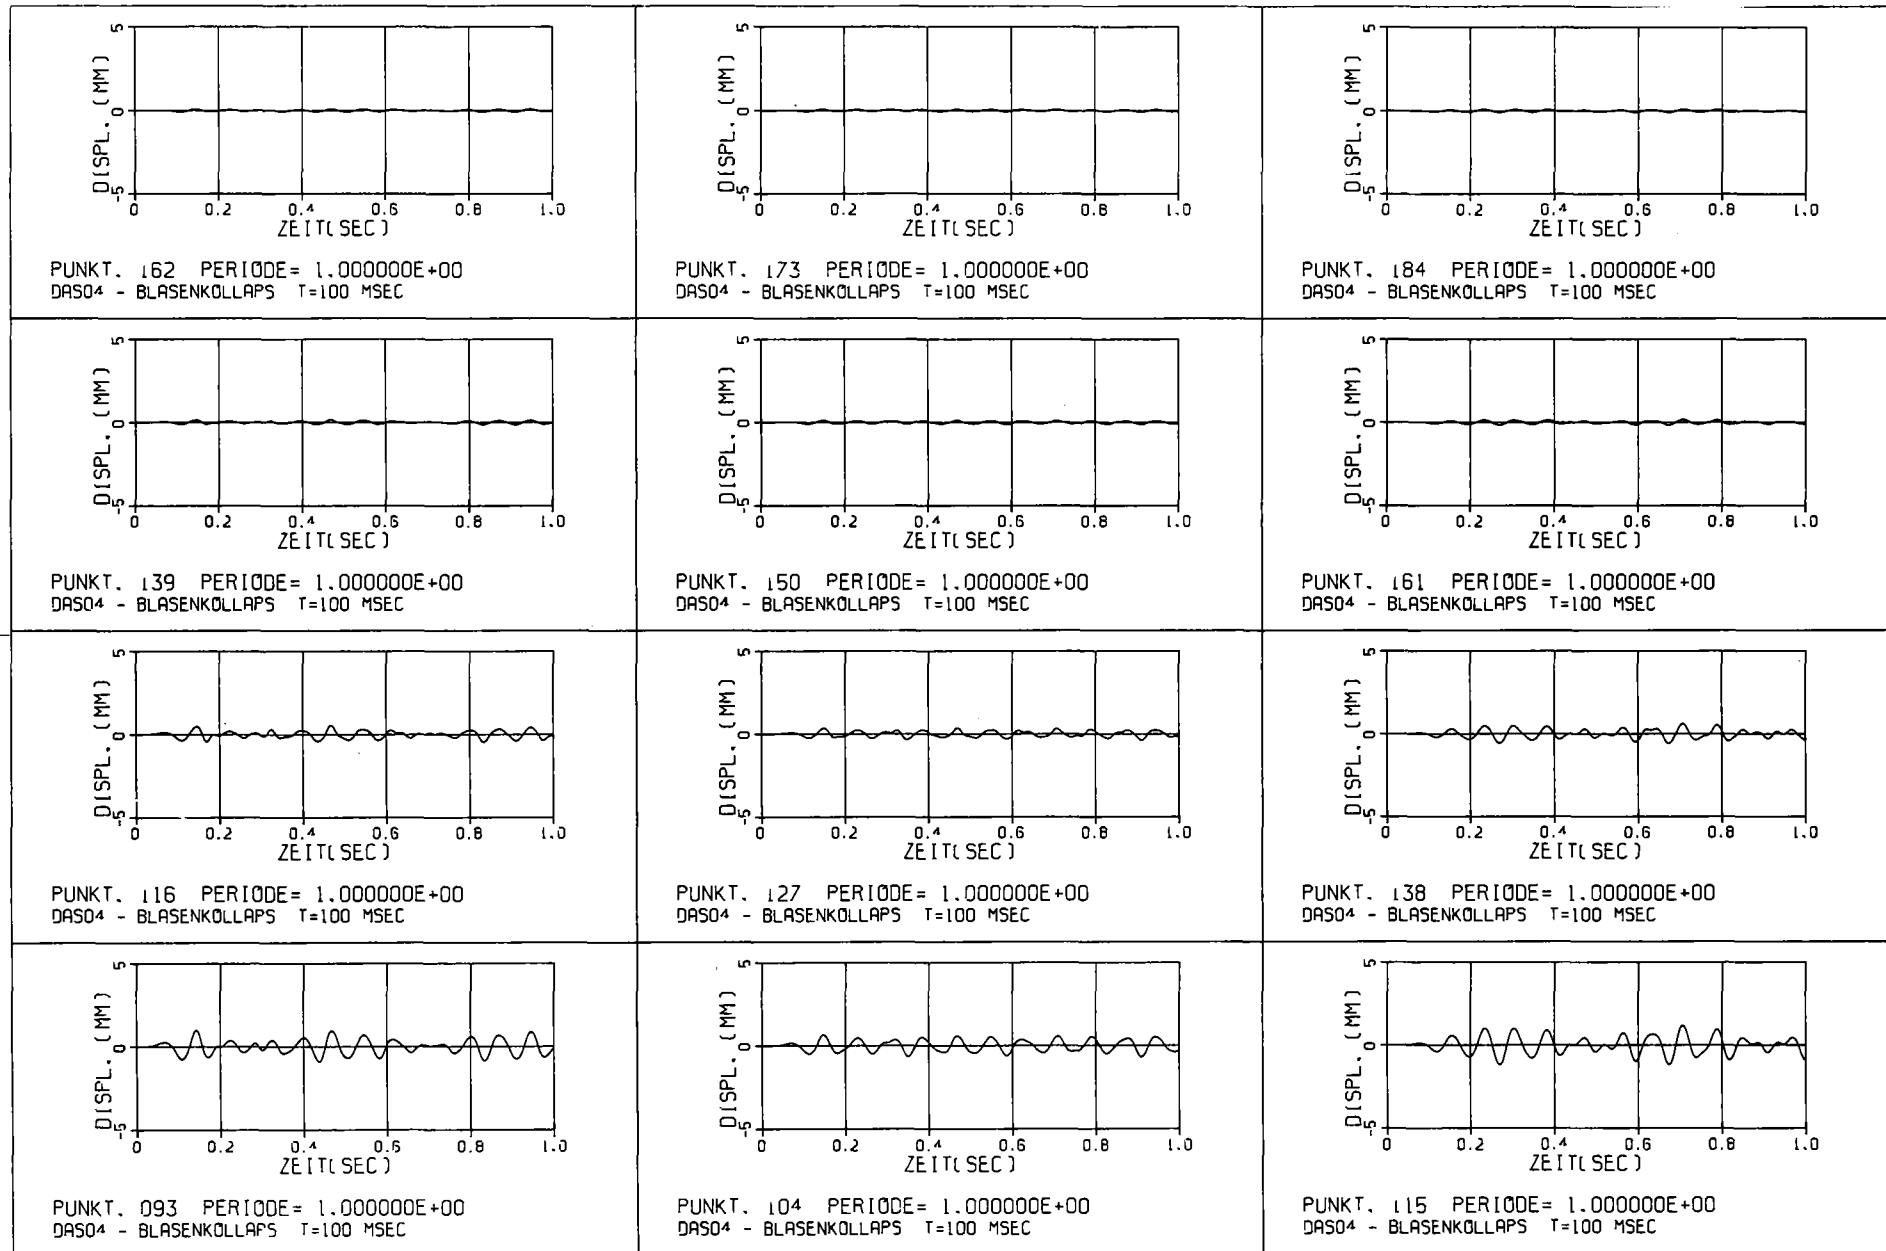 DISPL. (MM)
5
0
-5
0 0.2 0.4 0.6 0.8 1.0
ZEIT(SEC)
PUNKT. 162 PERIODE= 1.000000E+00
DASO4 - BLASENKOLLAPS T=100 MSEC
DISPL. (MM)
5
0
-5
0 0.2 0.4 0.6 0.8 1.0
ZEIT(SEC)
PUNKT. 173 PERIODE= 1.000000E+00
DASO4 - BLASENKOLLAPS T=100 MSEC
DISPL. (MM)
5
0
-5
0 0.2 0.4 0.6 0.8 1.0
ZEIT(SEC)
PUNKT. 184 PERIODE= 1.000000E+00
DASO4 - BLASENKOLLAPS T=100 MSEC
DISPL. (MM)
5
0
-5
0 0.2 0.4 0.6 0.8 1.0
ZEIT(SEC)
PUNKT. 139 PERIODE= 1.000000E+00
DASO4 - BLASENKOLLAPS T=100 MSEC
DISPL. (MM)
5
0
-5
0 0.2 0.4 0.6 0.8 1.0
ZEIT(SEC)
PUNKT. 150 PERIODE= 1.000000E+00
DASO4 - BLASENKOLLAPS T=100 MSEC
DISPL. (MM)
5
0
-5
0 0.2 0.4 0.6 0.8 1.0
ZEIT(SEC)
PUNKT. 161 PERIODE= 1.000000E+00
DASO4 - BLASENKOLLAPS T=100 MSEC
DISPL. (MM)
5
0
-5
0 0.2 0.4 0.6 0.8 1.0
ZEIT(SEC)
PUNKT. 116 PERIODE= 1.000000E+00
DASO4 - BLASENKOLLAPS T=100 MSEC
DISPL. (MM)
5
0
-5
0 0.2 0.4 0.6 0.8 1.0
ZEIT(SEC)
PUNKT. 127 PERIODE= 1.000000E+00
DASO4 - BLASENKOLLAPS T=100 MSEC
DISPL. (MM)
5
0
-5
0 0.2 0.4 0.6 0.8 1.0
ZEIT(SEC)
PUNKT. 138 PERIODE= 1.000000E+00
DASO4 - BLASENKOLLAPS T=100 MSEC
DISPL. (MM)
5
0
-5
0 0.2 0.4 0.6 0.8 1.0
ZEIT(SEC)
PUNKT. 093 PERIODE= 1.000000E+00
DASO4 - BLASENKOLLAPS T=100 MSEC
DISPL. (MM)
5
0
-5
0 0.2 0.4 0.6 0.8 1.0
ZEIT(SEC)
PUNKT. 104 PERIODE= 1.000000E+00
DASO4 - BLASENKOLLAPS T=100 MSEC
DISPL. (MM)
5
0
-5
0 0.2 0.4 0.6 0.8 1.0
ZEIT(SEC)
PUNKT. 115 PERIODE= 1.000000E+00
DASO4 - BLASENKOLLAPS T=100 MSEC